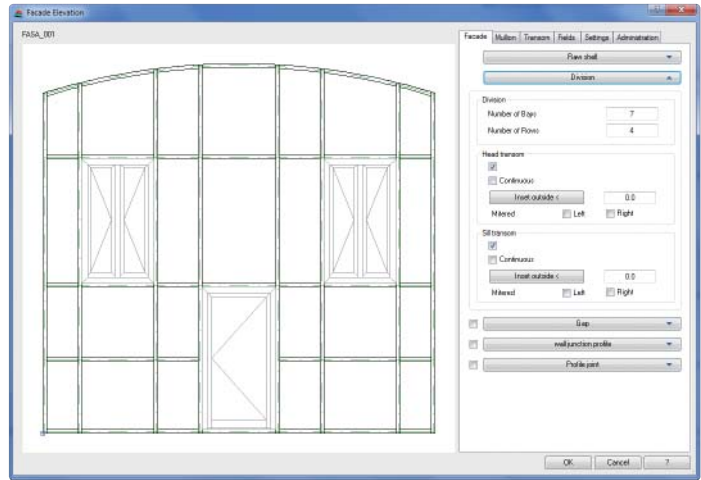 Facade Elevation
FASA_001
Facade Mullion Transom Fields Settings Administration
Raw shell
Division
Division
Number of Bays 7
Number of Rows 4
Head transom
Continuous
Inset outside < 0.0
Mitered Left Right
Sill transom
Continuous
Inset outside < 0.0
Mitered Left Right
Gap
wall junction profile
Profile joint
OK Cancel ?